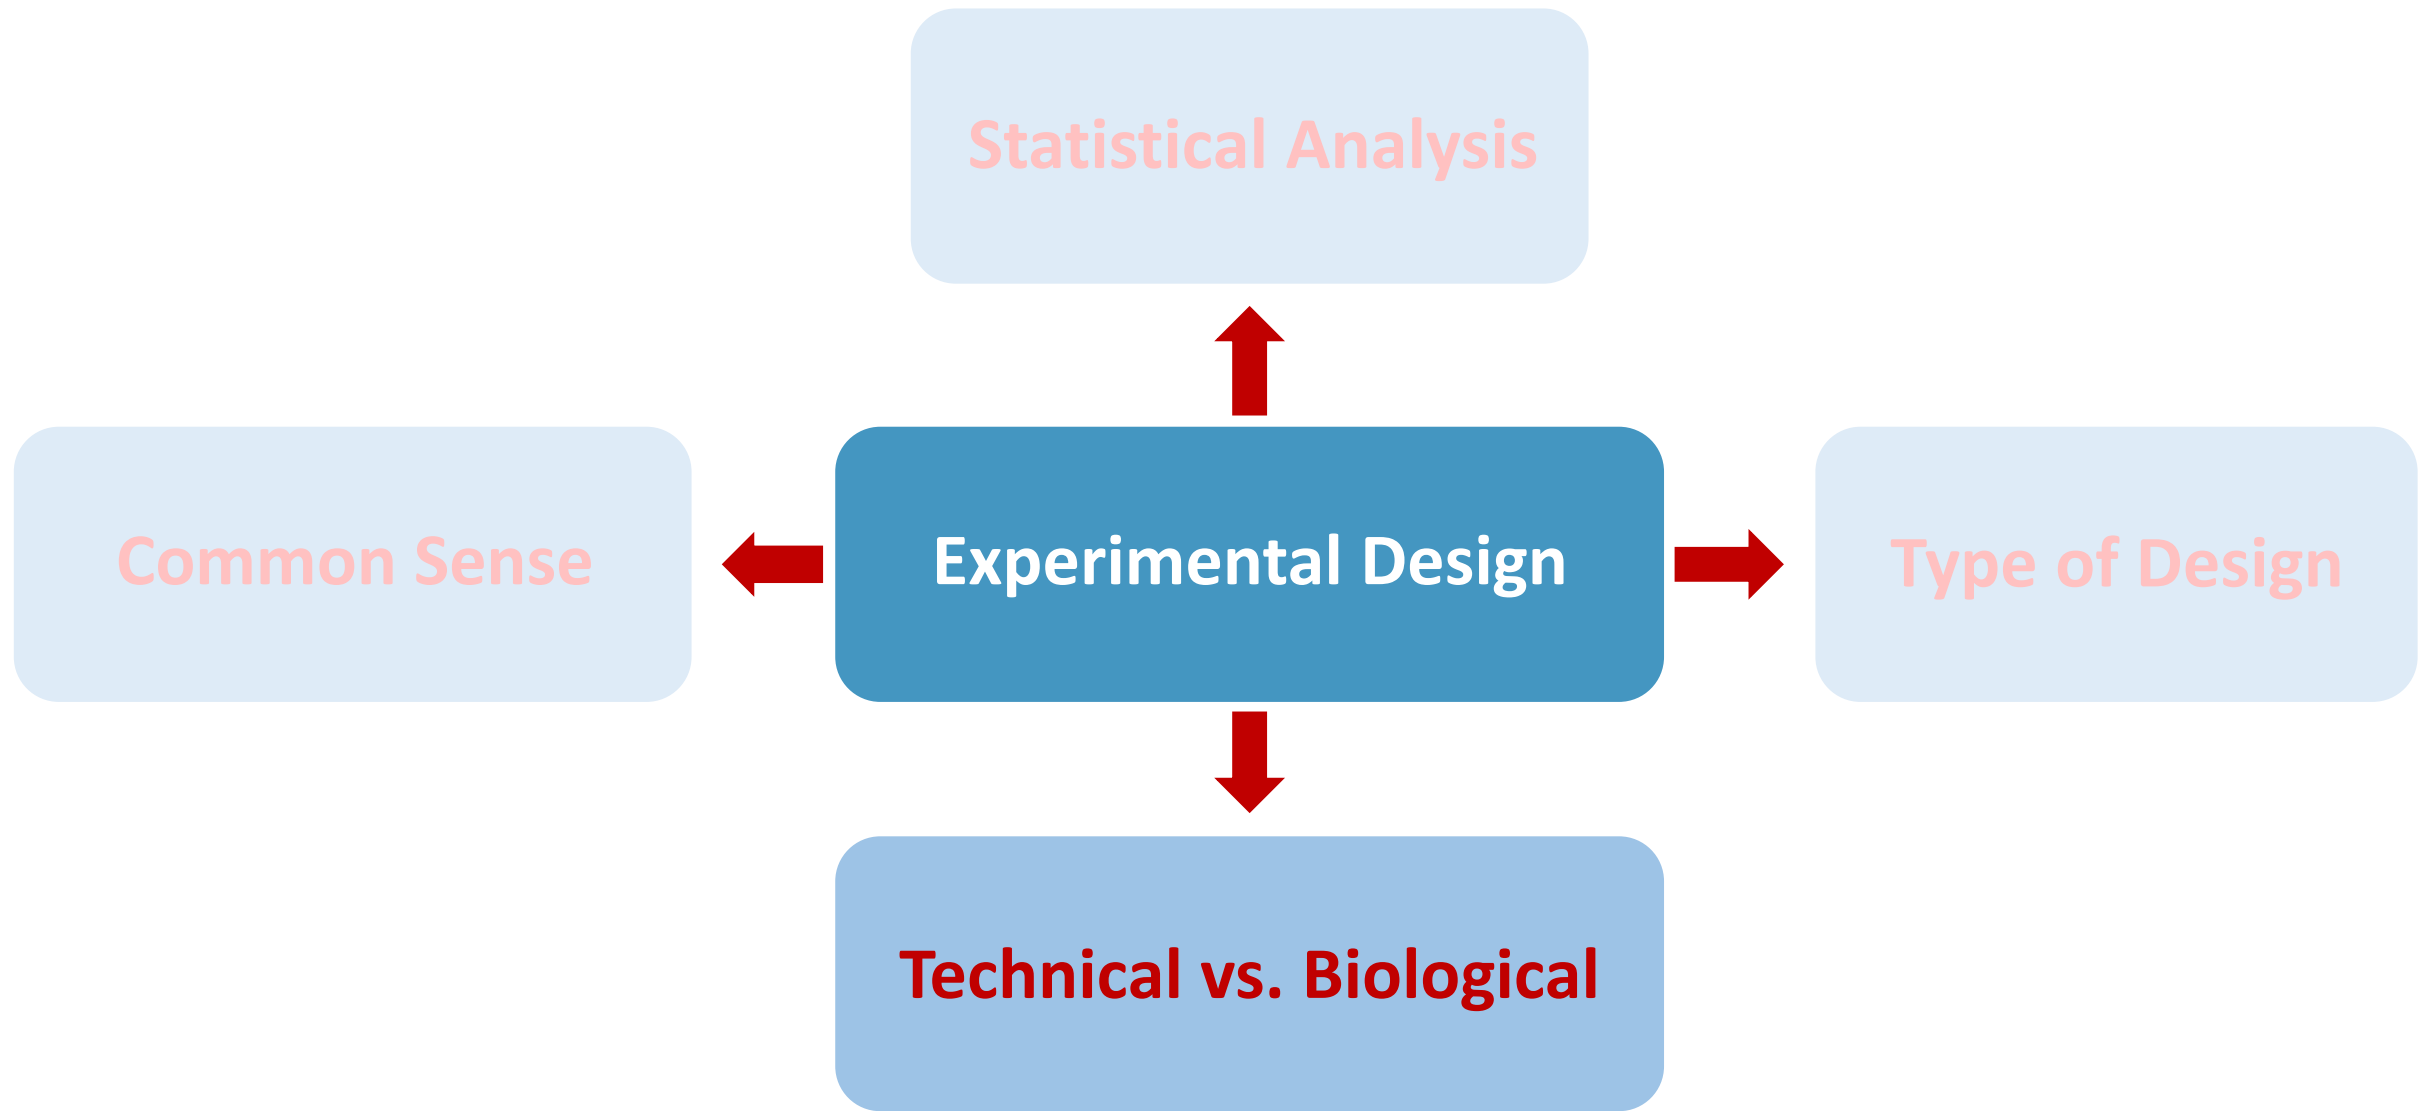 Statistical Analysis
Common Sense
Experimental Design
Type of Design
Technical vs. Biological